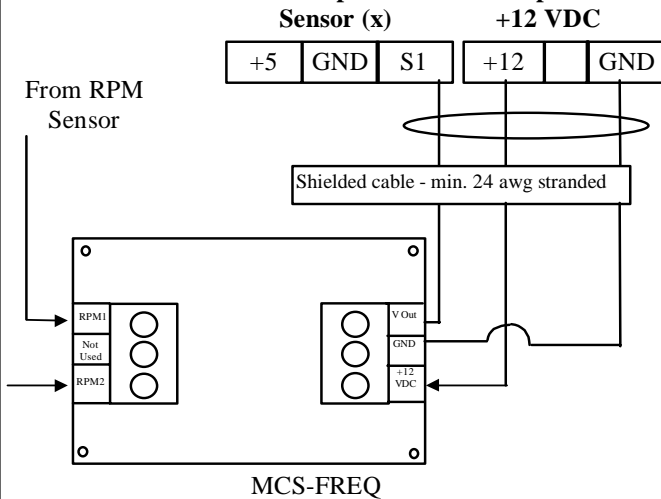 Sensor (x)
+12 VDC
+5 GND S1
+12 GND
From RPM
Sensor
Shielded cable - min. 24 awg stranded
RPM1
Not
Used
RPM2
V Out
GND
+12
VDC
MCS-FREQ